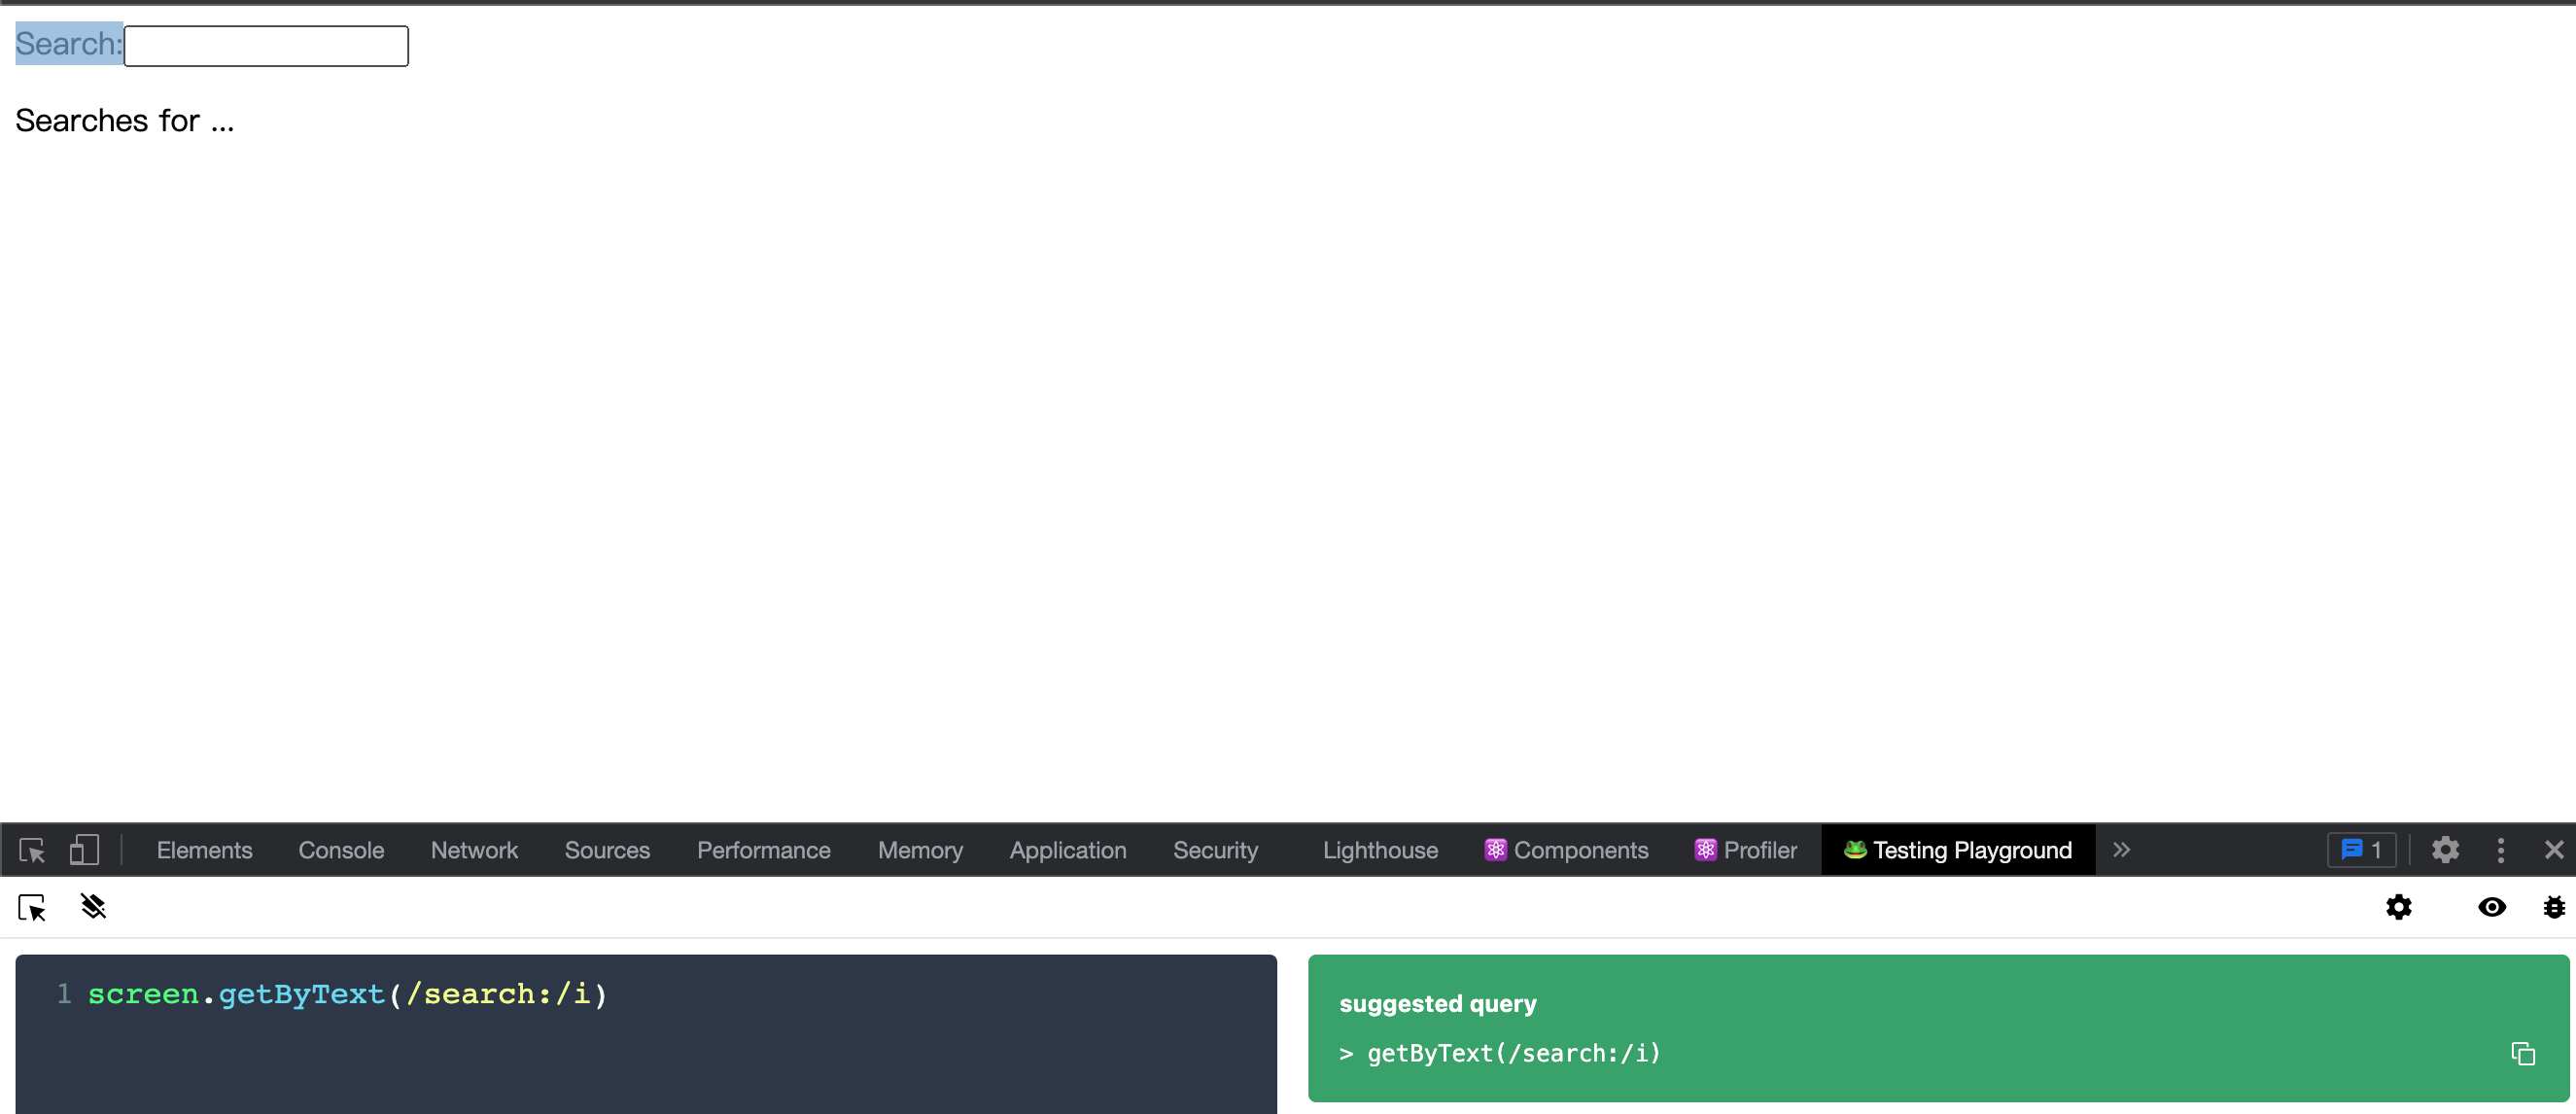 Search:
Searches for ...
Elements Console Network Sources Performance Memory Application Security Lighthouse Components Profiler Testing Playground 1
1 screen.getByText(/search:/i)
suggested query
> getByText(/search:/i)